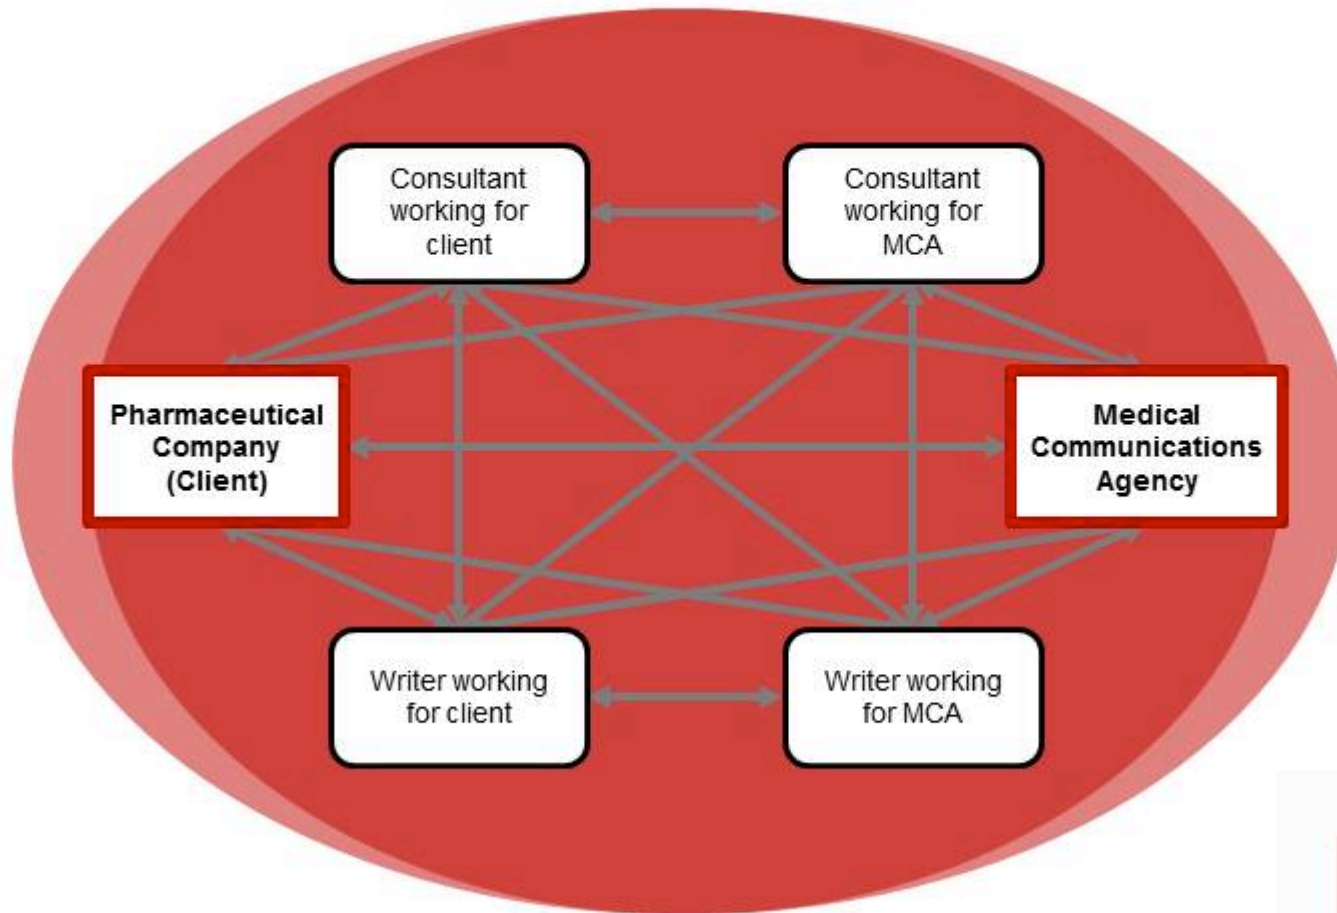 Consultant
working for
client
Consultant
working for
MCA
Pharmaceutical
Company
(Client)
Medical
Communications
Agency
Writer working
for client
Writer working
for MCA